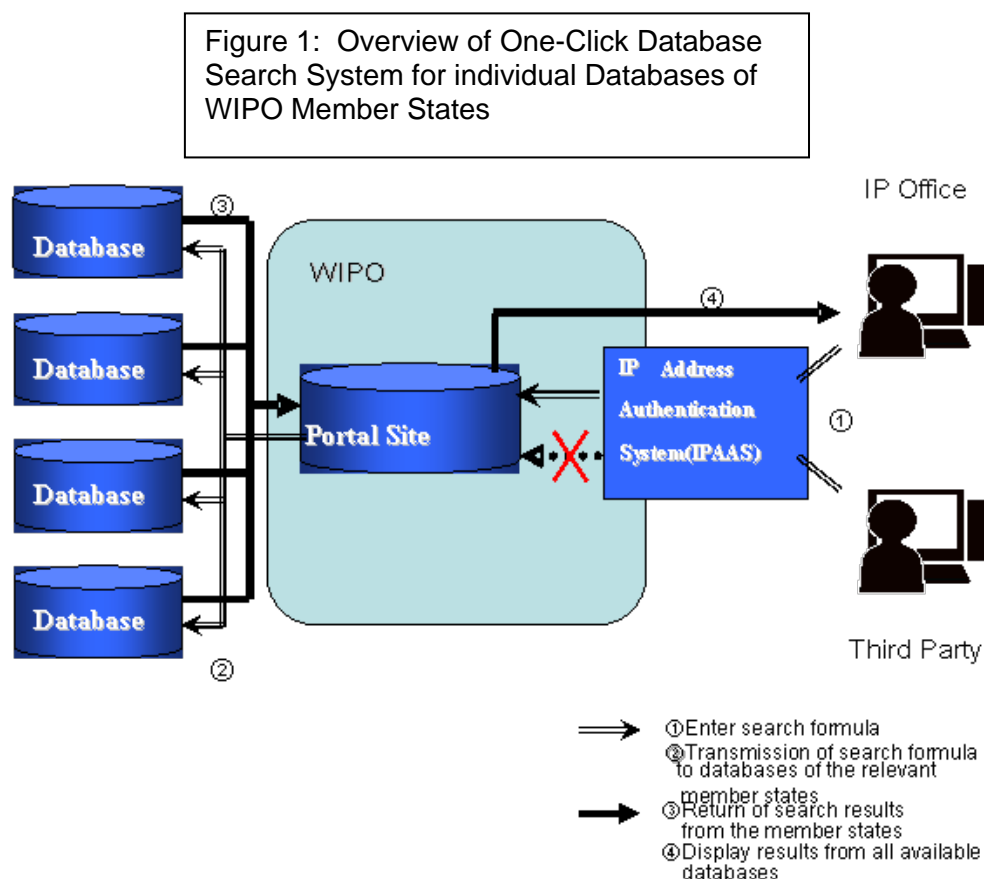 Figure 1: Overview of One-Click Database
Search System for individual Databases of
WIPO Member States
IP Office
③
Database
WIPO
④
Database
IP Address
Authentication
System(IPAAS)
①
Portal Site
Database
Database
②
Third Party
①Enter search formula
②Transmission of search formula
to databases of the relevant
member states
③Return of search results
from the member states
④Display results from all available
databases